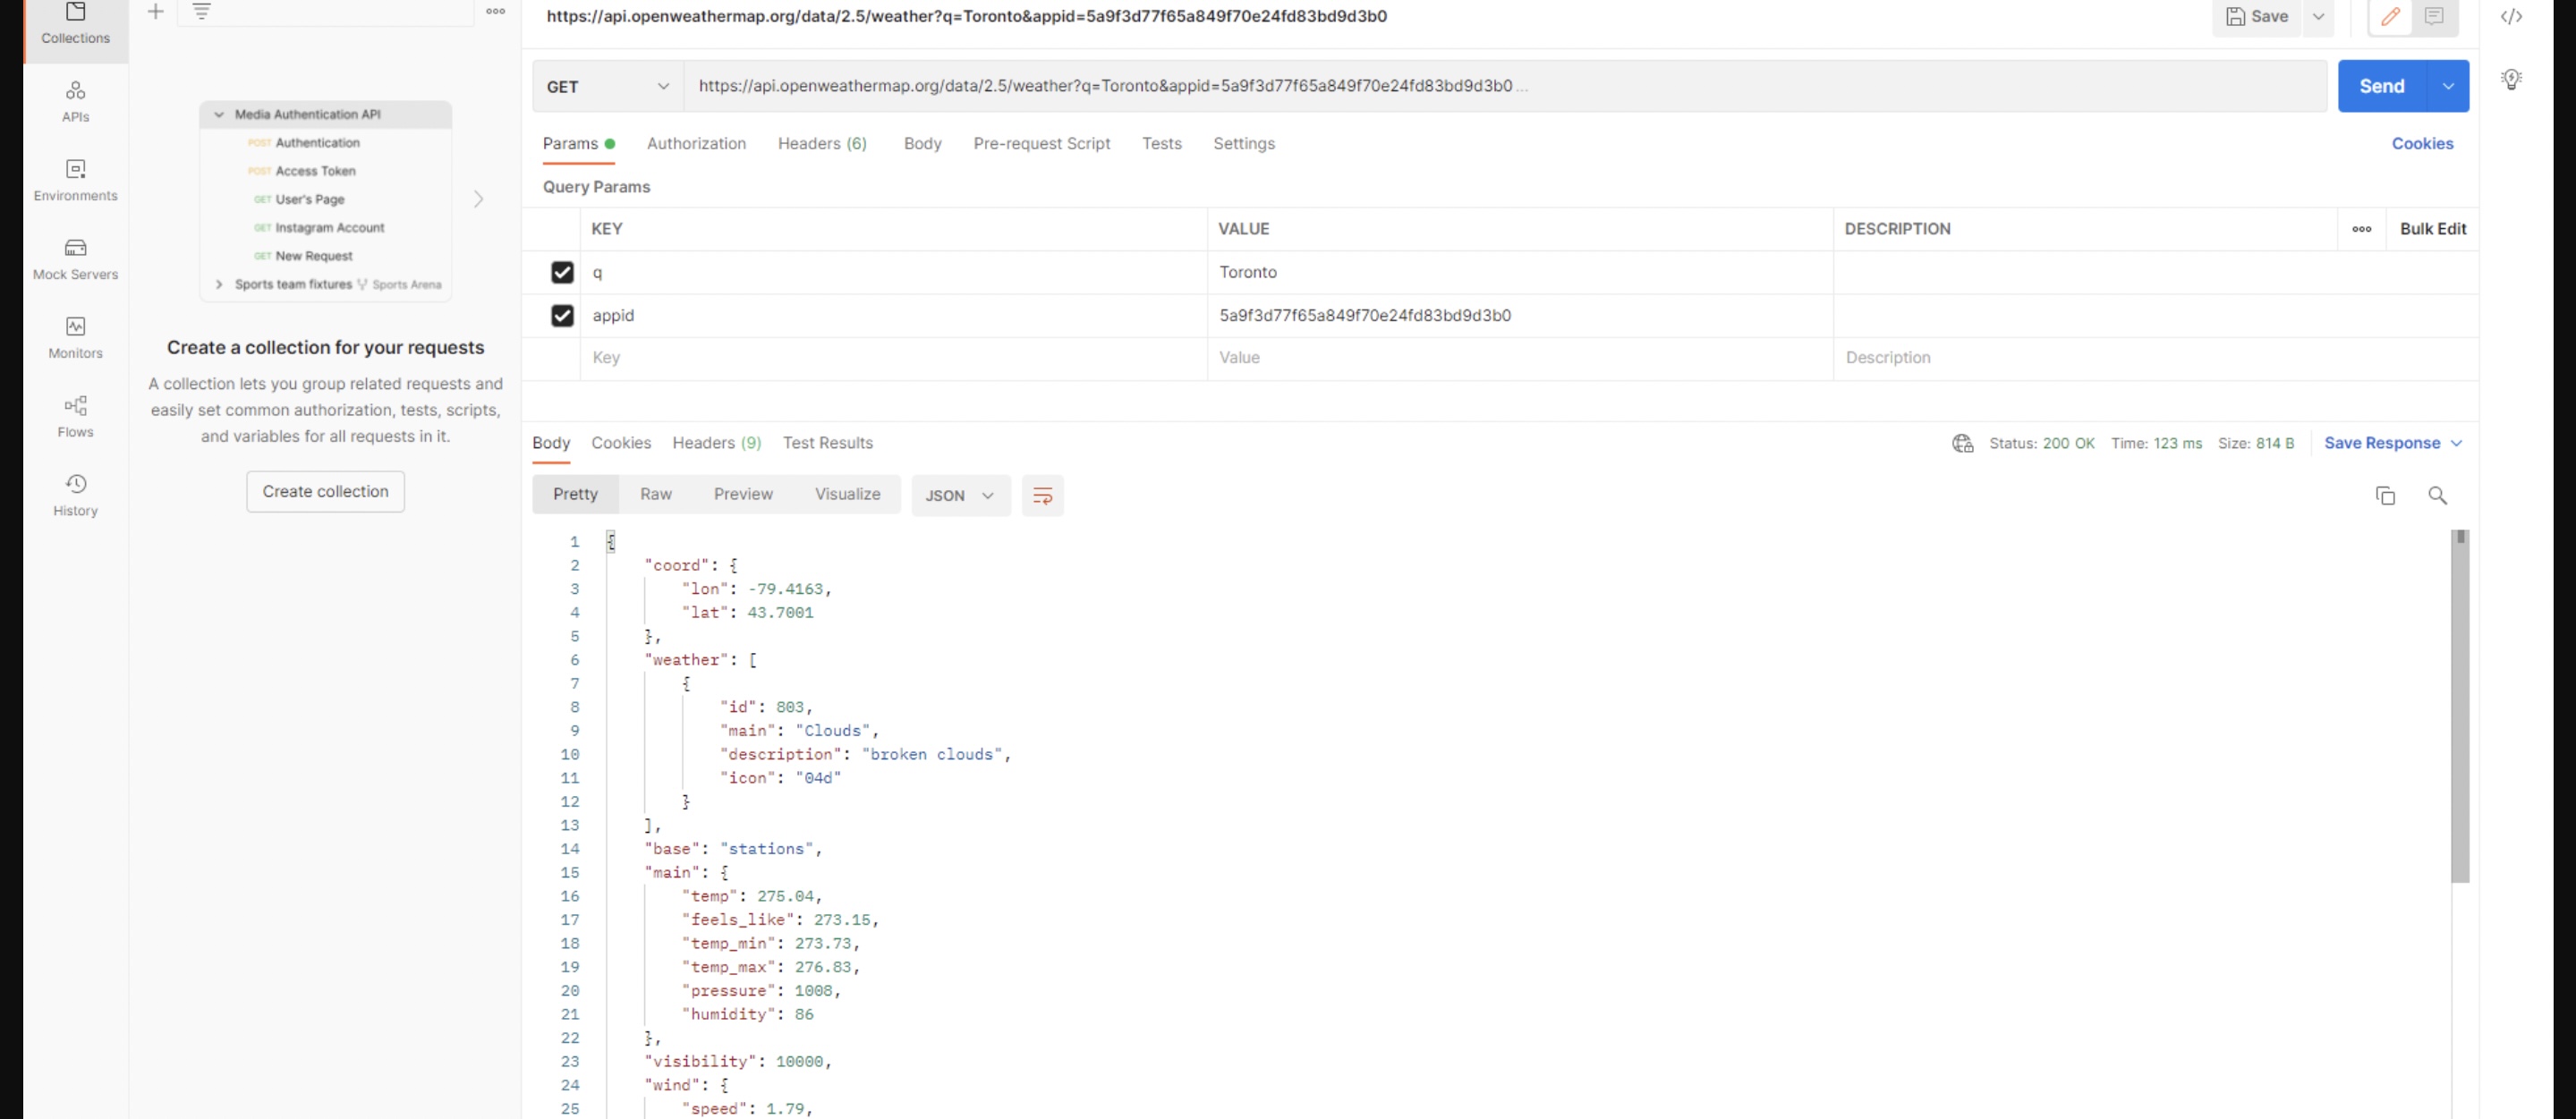 https://api.openweathermap.org/data/2.5/weather?q=Toronto&appid=5a9f3d77f65a849f70e24fd83bd9d3b0
Save
Collections
APIs
Environments
Mock Servers
Monitors
Flows
History
Media Authentication API
POST Authentication
POST Access Token
GET User's Page
GET Instagram Account
GET New Request
Sports team fixtures Sports Arena
Create a collection for your requests
A collection lets you group related requests and
easily set common authorization, tests, scripts,
and variables for all requests in it.
Create collection
GET https://api.openweathermap.org/data/2.5/weather?q=Toronto&appid=5a9f3d77f65a849f70e24fd83bd9d3b0 ... Send
Params Authorization Headers (6) Body Pre-request Script Tests Settings Cookies
Query Params
KEY VALUE DESCRIPTION Bulk Edit
q Toronto
appid 5a9f3d77f65a849f70e24fd83bd9d3b0
Key Value Description
Body Cookies Headers (9) Test Results Status: 200 OK Time: 123 ms Size: 814 B Save Response
Pretty Raw Preview Visualize JSON
1 {
2 "coord": {
3 "lon": -79.4163,
4 "lat": 43.7001
5 },
6 "weather": [
7 {
8 "id": 803,
9 "main": "Clouds",
10 "description": "broken clouds",
11 "icon": "04d"
12 }
13 ],
14 "base": "stations",
15 "main": {
16 "temp": 275.04,
17 "feels_like": 273.15,
18 "temp_min": 273.73,
19 "temp_max": 276.83,
20 "pressure": 1008,
21 "humidity": 86
22 },
23 "visibility": 10000,
24 "wind": {
25 "speed": 1.79,